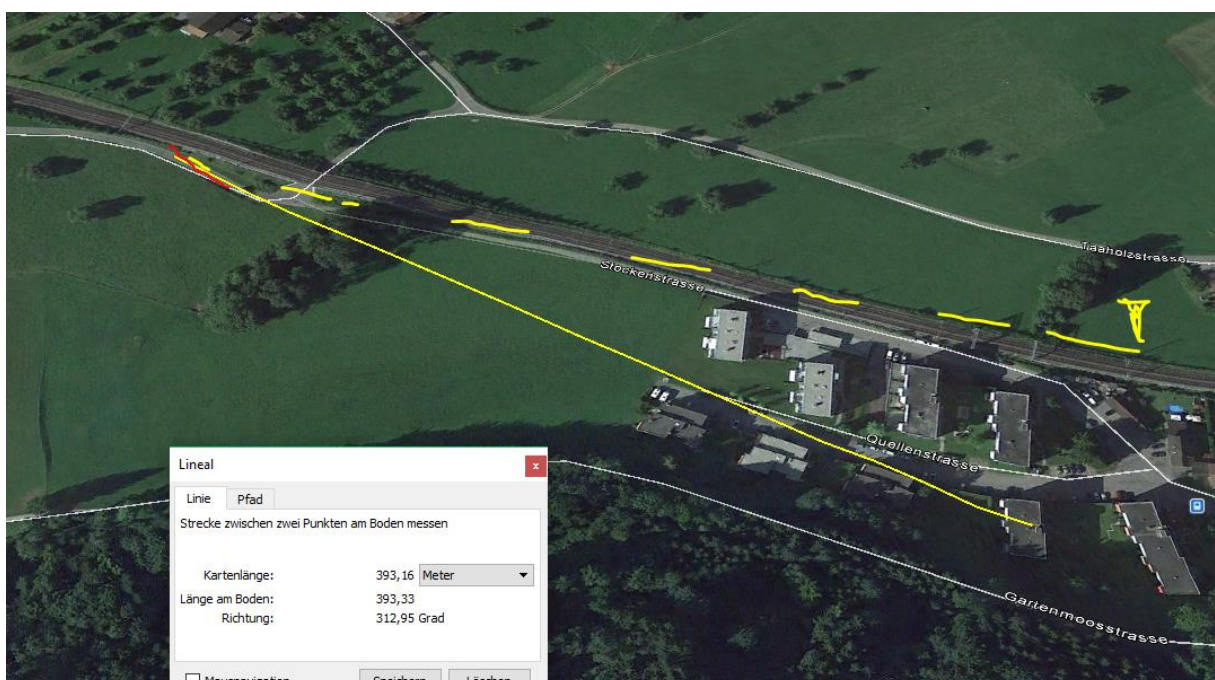 Taaholzstrasse
Stockenstrasse
Quellenstrasse
Gartenmoosstrasse
Lineal
x
Linie Pfad
Strecke zwischen zwei Punkten am Boden messen
Kartenlänge: 393,16 Meter
Länge am Boden: 393,33
Richtung: 312,95 Grad
Mausnavigation Speichern Löschen